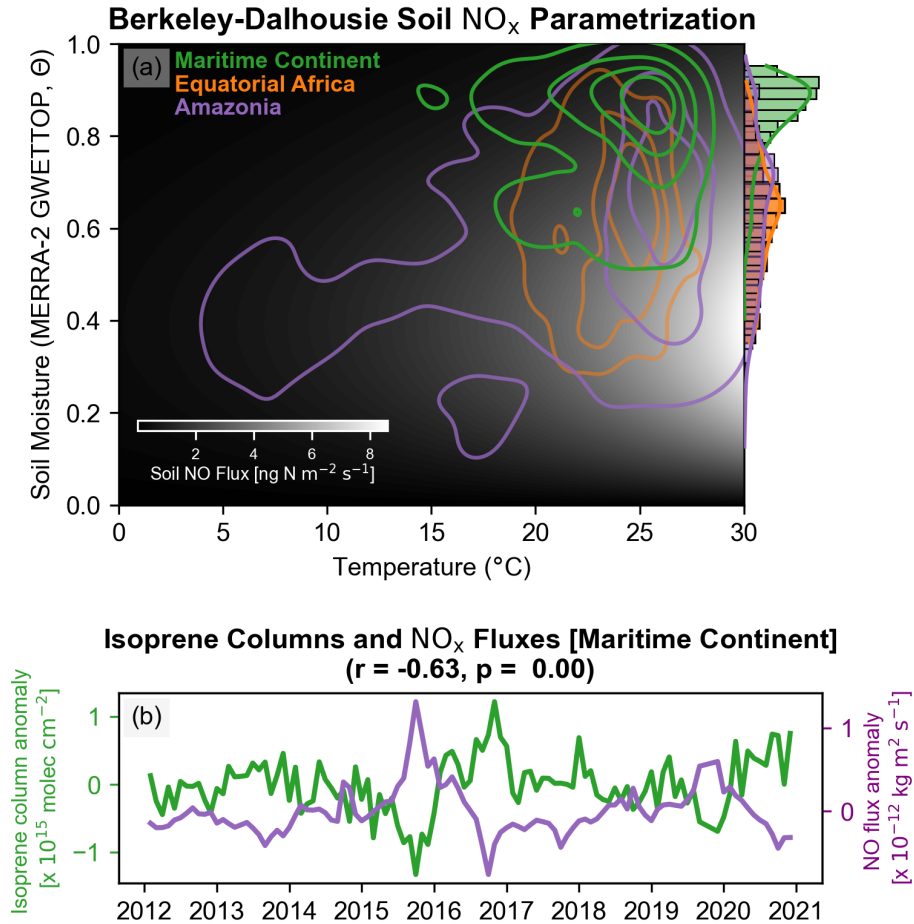 Berkeley-Dalhousie Soil NOₓ Parametrization
(a)
Maritime Continent
Equatorial Africa
Amazonia
Soil Moisture (MERRA-2 GWETTOP, Θ)
1.0
0.8
0.6
0.4
0.2
0.0
2 4 6 8
Soil NO Flux [ng N m⁻² s⁻¹]
0 5 10 15 20 25 30
Temperature (°C)
Isoprene Columns and NOₓ Fluxes [Maritime Continent]
(r = -0.63, p = 0.00)
(b)
Isoprene column anomaly
[x 10¹⁵ molec cm⁻²]
1
0
−1
NO flux anomaly
[x 10⁻¹² kg m² s⁻¹]
1
0
2012 2013 2014 2015 2016 2017 2018 2019 2020 2021